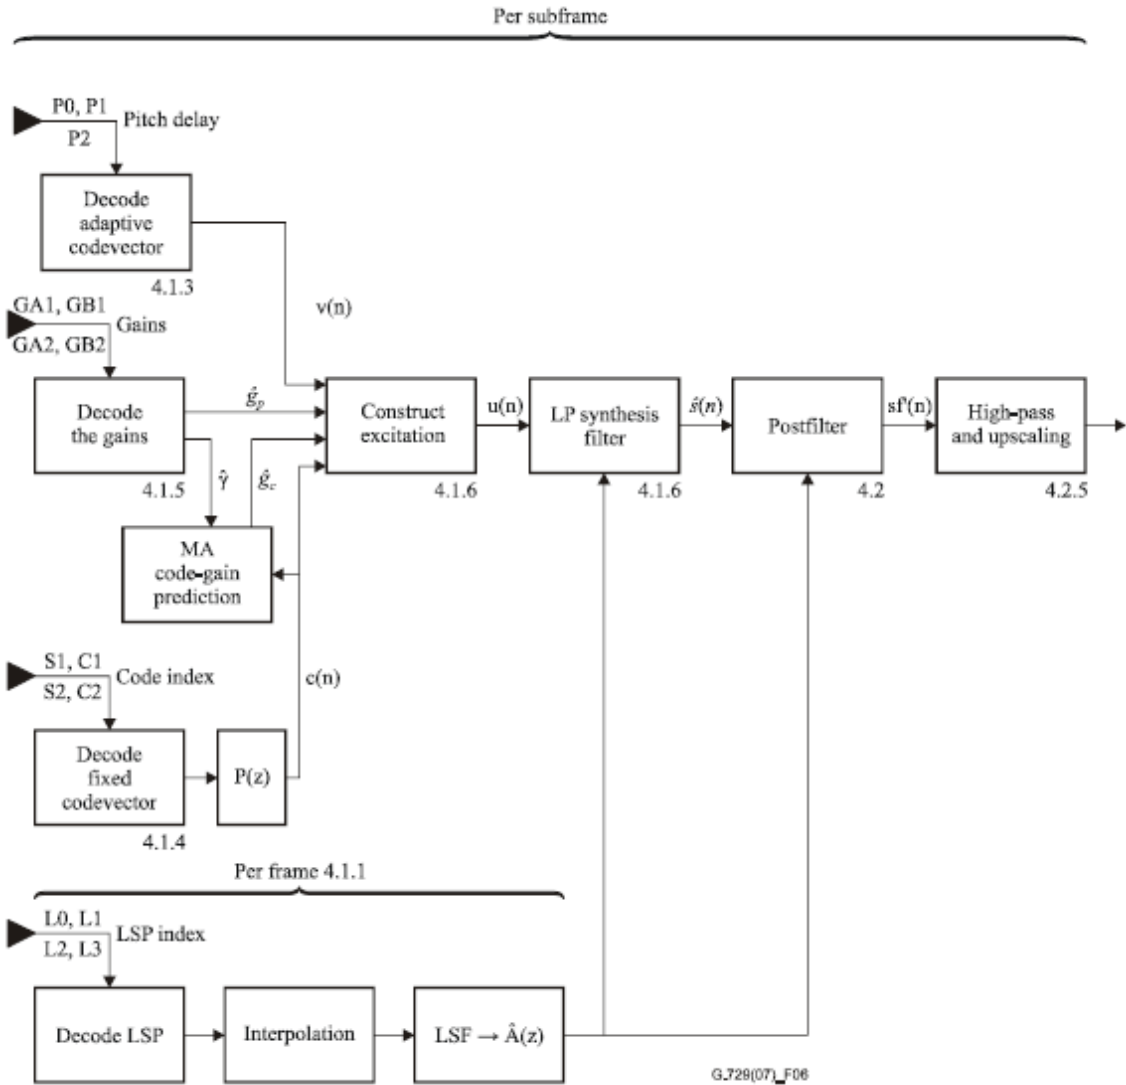 Per subframe
P0, P1
Pitch delay
P2
Decode
adaptive
codevector
4.1.3
GA1, GB1
Gains
GA2, GB2
v(n)
Decode
the gains
4.1.5
ĝp
γ̂
ĝc
Construct
excitation
4.1.6
u(n)
LP synthesis
filter
4.1.6
ŝ(n)
Postfilter
4.2
sf'(n)
High-pass
and upscaling
4.2.5
MA
code-gain
prediction
S1, C1
Code index
S2, C2
c(n)
Decode
fixed
codevector
4.1.4
P(z)
Per frame 4.1.1
L0, L1
LSP index
L2, L3
Decode LSP
Interpolation
LSF → Â(z)
G.729(07)_F06